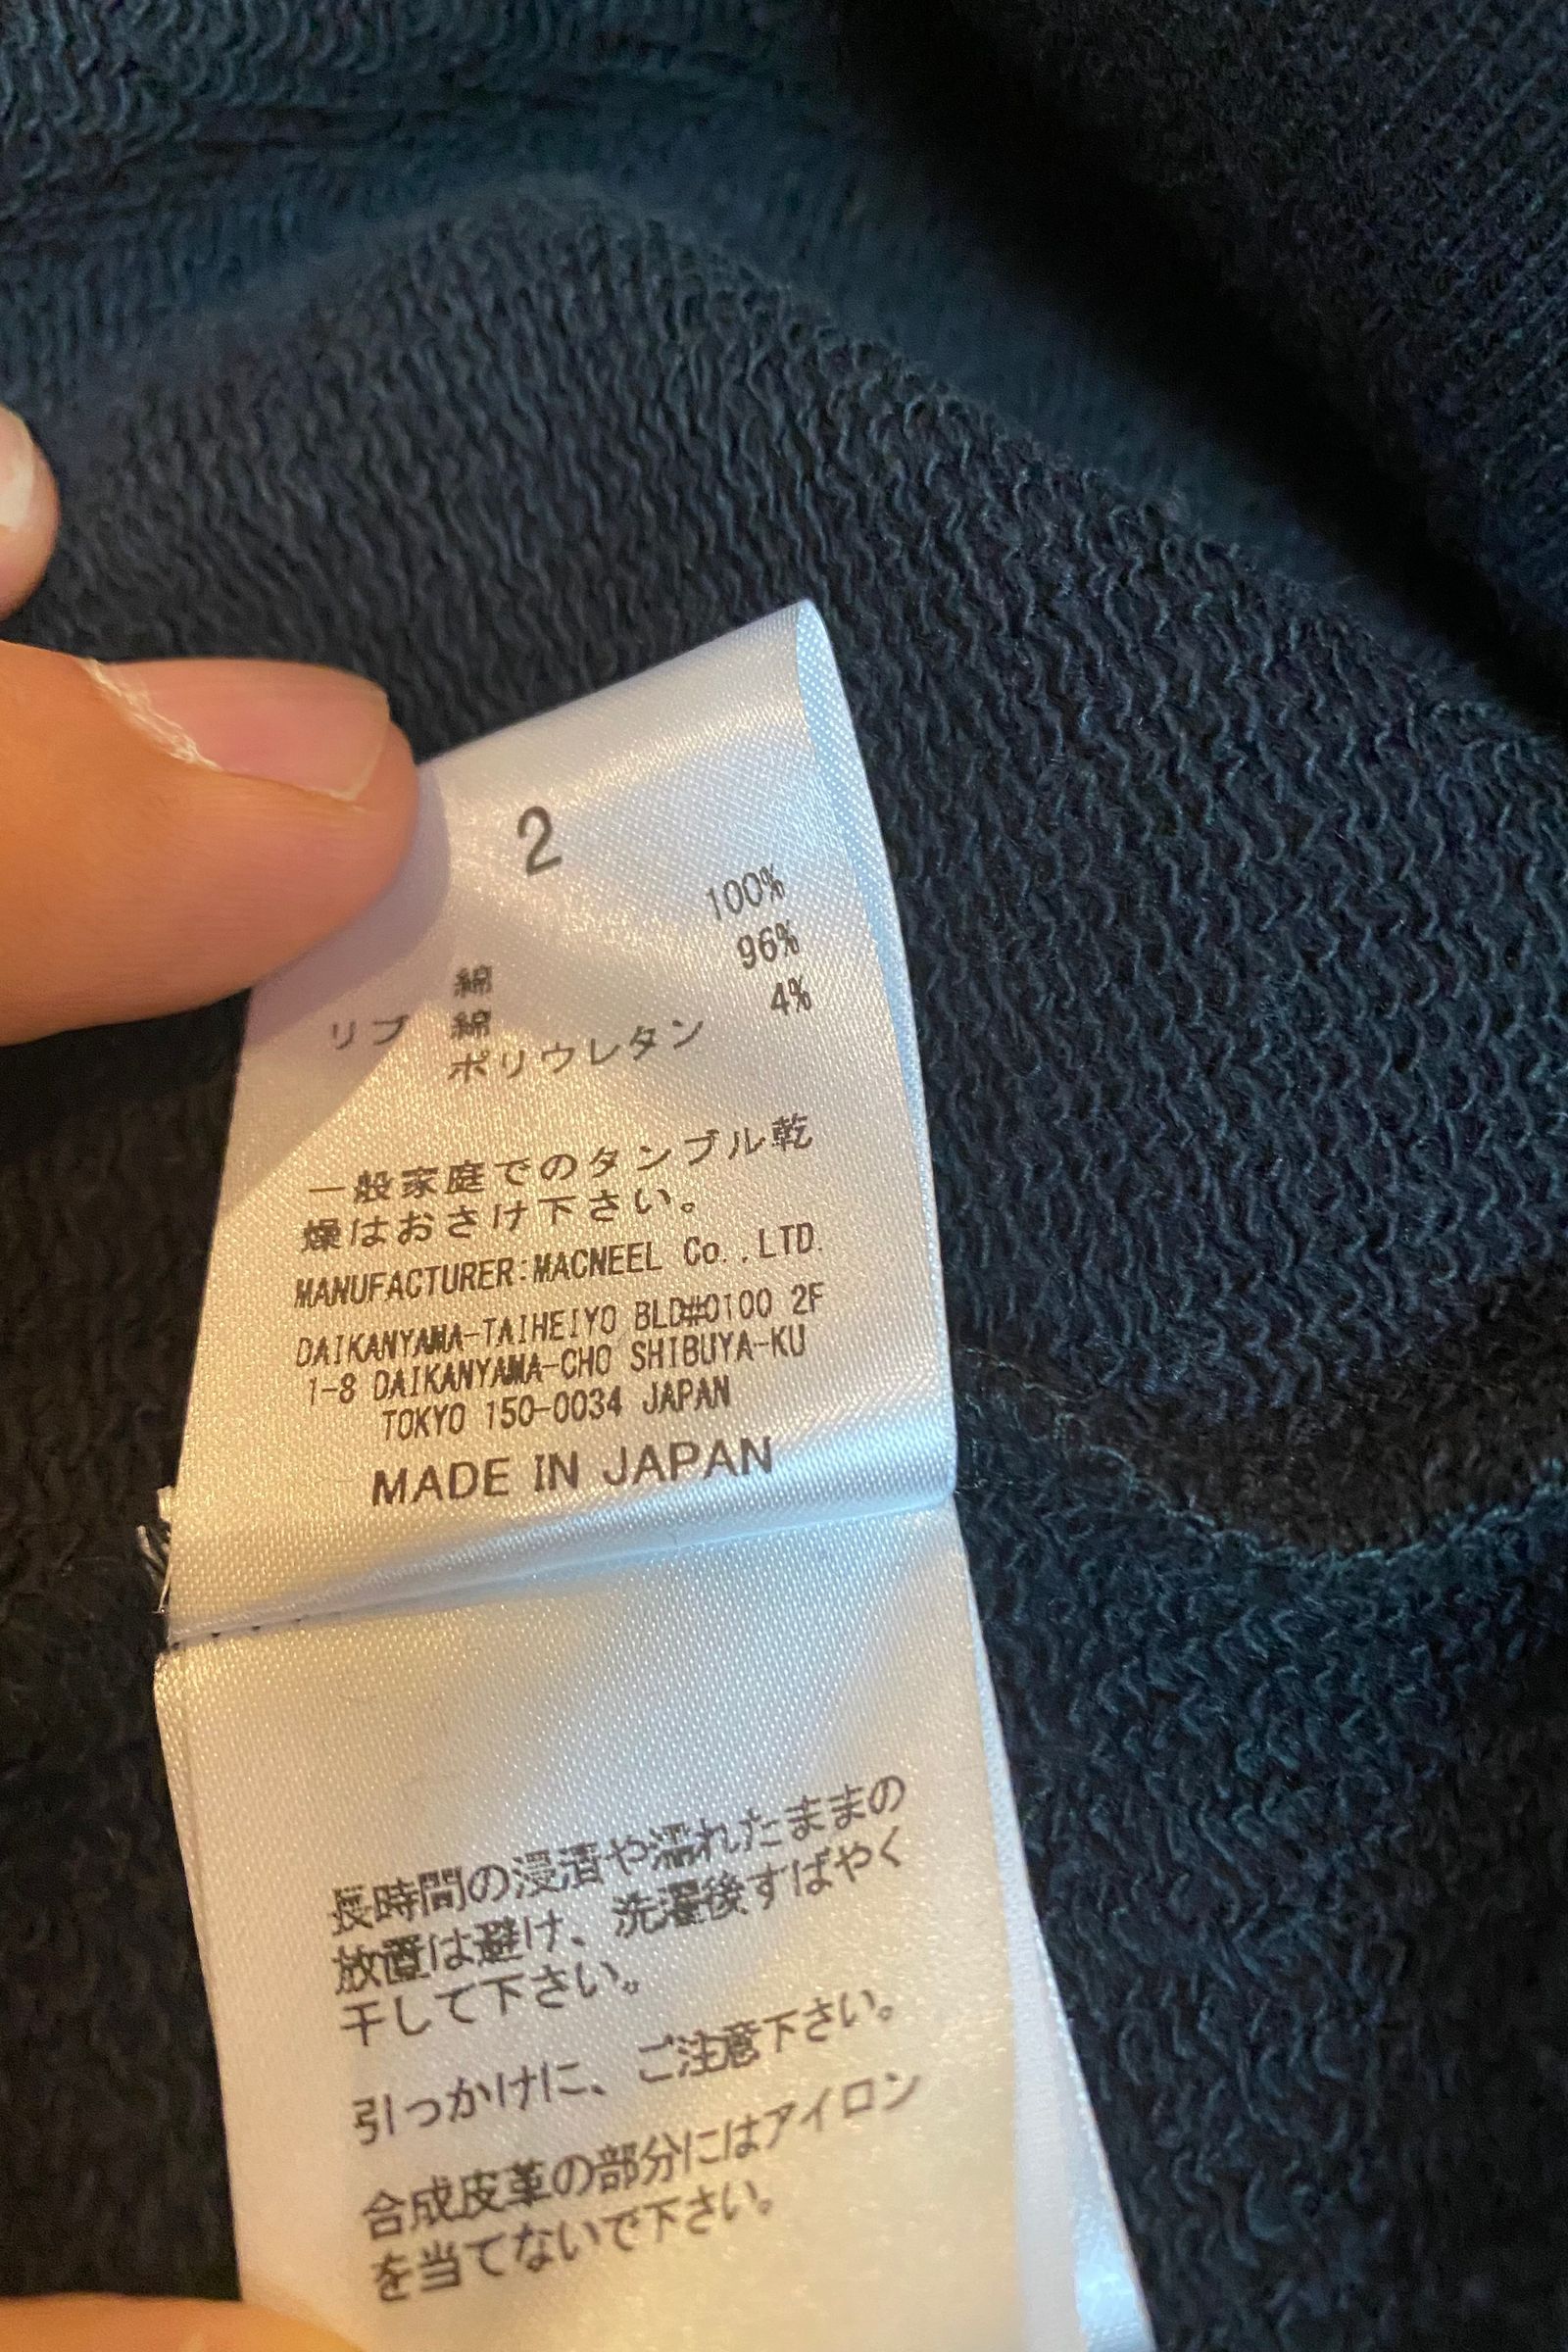 2
綿 100%
リブ 綿 96%
ポリウレタン 4%
一般家庭でのタンブル乾
燥はおさけ下さい。
MANUFACTURER:MACNEEL Co.,LTD.
DAIKANYAMA-TAIHEIYO BLD#0100 2F
1-8 DAIKANYAMA-CHO SHIBUYA-KU
TOKYO 150-0034 JAPAN
MADE IN JAPAN
長時間の浸漬や濡れたままの
放置は避け、洗濯後すばやく
干して下さい。
引っかけに、ご注意下さい。
合成皮革の部分にはアイロン
を当てないで下さい。